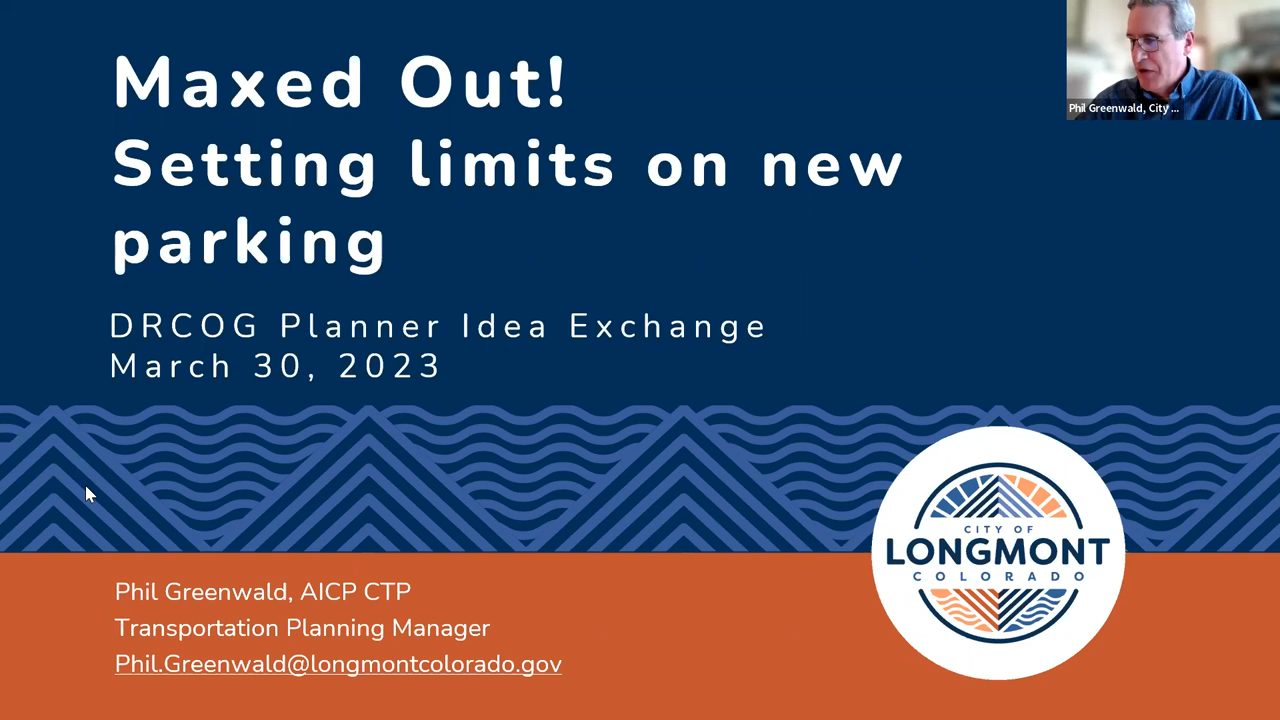 Maxed Out!
Setting limits on new
parking
DRCOG Planner Idea Exchange
March 30, 2023
Phil Greenwald, City ...
CITY OF
LONGMONT
COLORADO
Phil Greenwald, AICP CTP
Transportation Planning Manager
Phil.Greenwald@longmontcolorado.gov